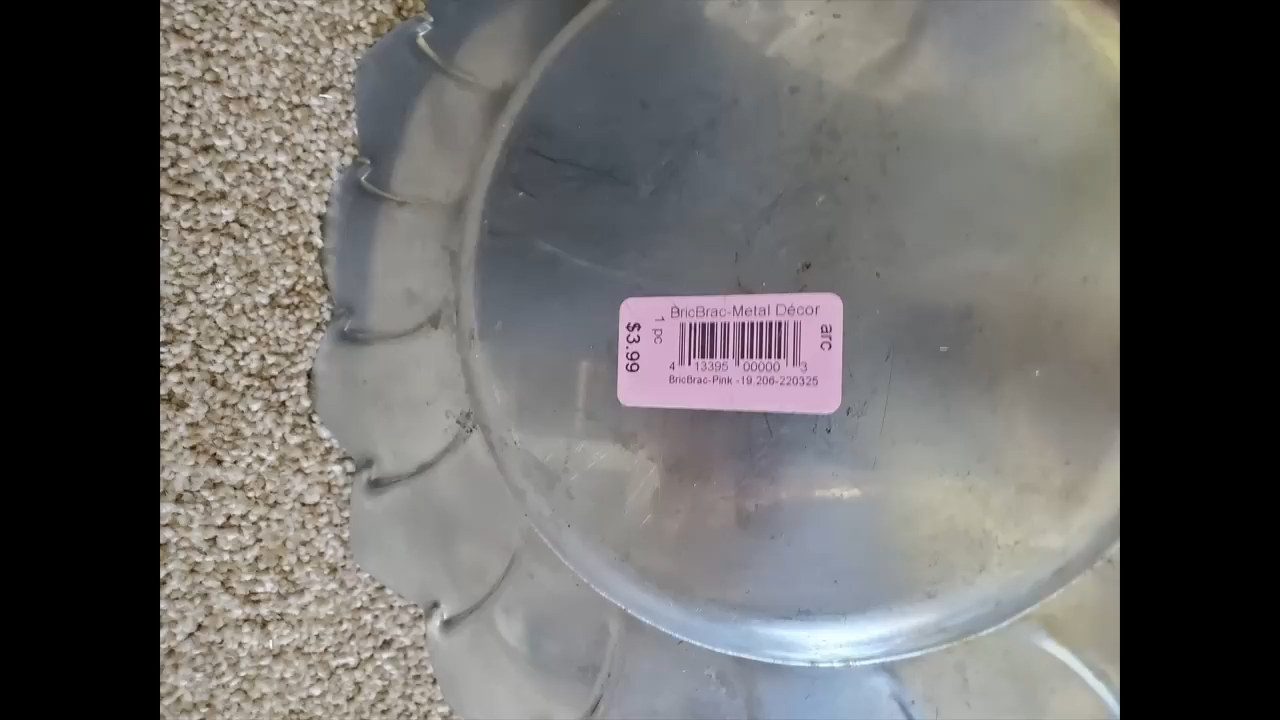 BricBrac-Metal Décor
arc
1 pc
$3.99
4 13395 00000 3
BricBrac-Pink -19.206-220325